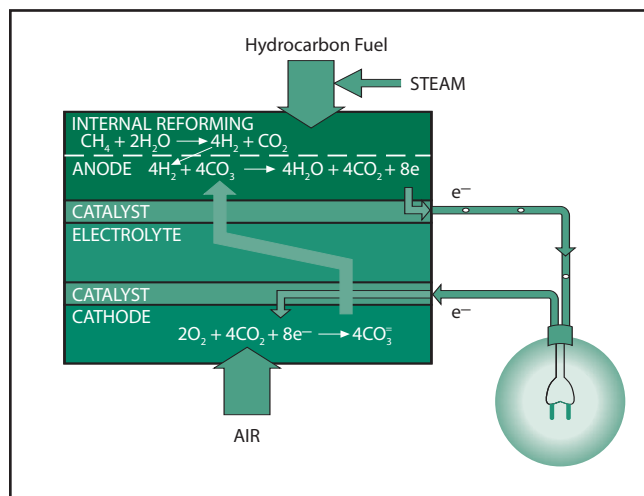 Hydrocarbon Fuel
STEAM
INTERNAL REFORMING
CH₄ + 2H₂O → 4H₂ + CO₂
ANODE 4H₂ + 4CO₃ → 4H₂O + 4CO₂ + 8e
e⁻
CATALYST
ELECTROLYTE
CATALYST
CATHODE
e⁻
2O₂ + 4CO₂ + 8e⁻ → 4CO₃⁼
AIR